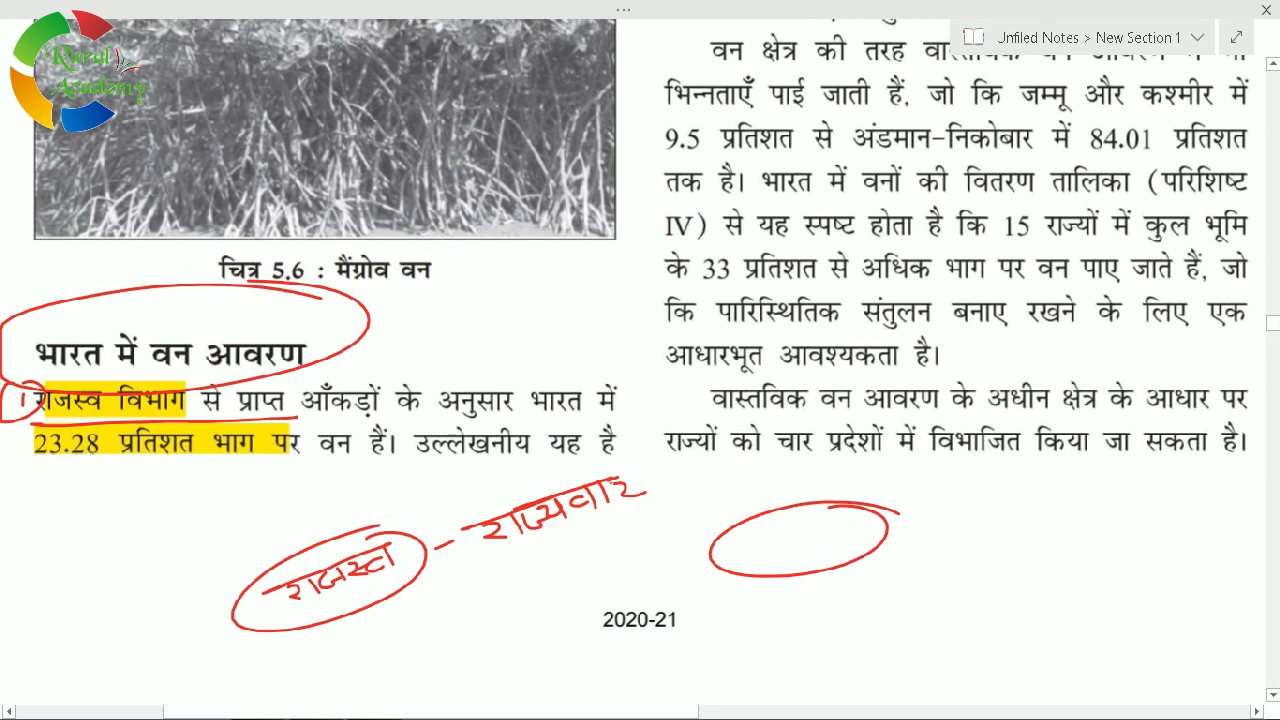 Rural
Academy
Unfiled Notes > New Section 1
चित्र 5.6 : मैंग्रोव वन
भारत में वन आवरण
1 राजस्व विभाग से प्राप्त आँकड़ों के अनुसार भारत में
23.28 प्रतिशत भाग पर वन हैं। उल्लेखनीय यह है
राजस्व - राज्यवार
वन क्षेत्र की तरह वास्तविक वन आवरण में
भिन्नताएँ पाई जाती हैं, जो कि जम्मू और कश्मीर में
9.5 प्रतिशत से अंडमान-निकोबार में 84.01 प्रतिशत
तक है। भारत में वनों की वितरण तालिका (परिशिष्ट
IV) से यह स्पष्ट होता है कि 15 राज्यों में कुल भूमि
के 33 प्रतिशत से अधिक भाग पर वन पाए जाते हैं, जो
कि पारिस्थितिक संतुलन बनाए रखने के लिए एक
आधारभूत आवश्यकता है।
वास्तविक वन आवरण के अधीन क्षेत्र के आधार पर
राज्यों को चार प्रदेशों में विभाजित किया जा सकता है।
2020-21